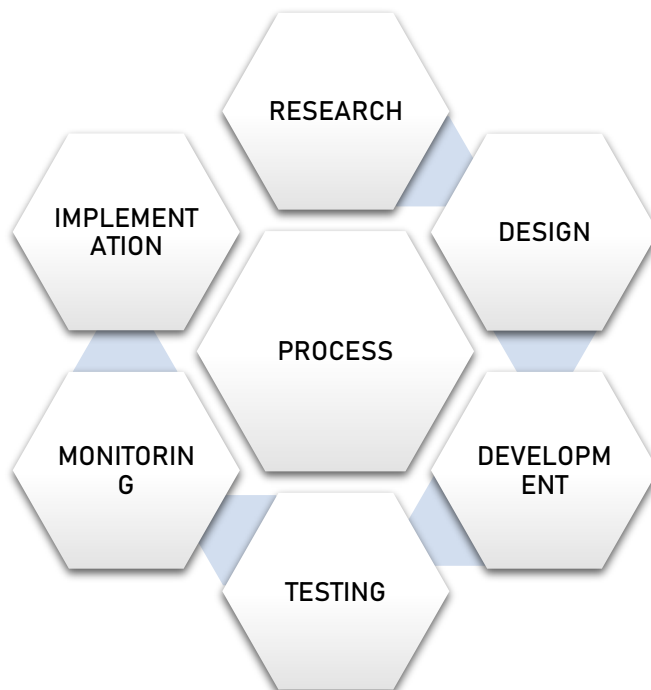 RESEARCH
DESIGN
DEVELOPM
ENT
TESTING
MONITORIN
G
IMPLEMENT
ATION
PROCESS